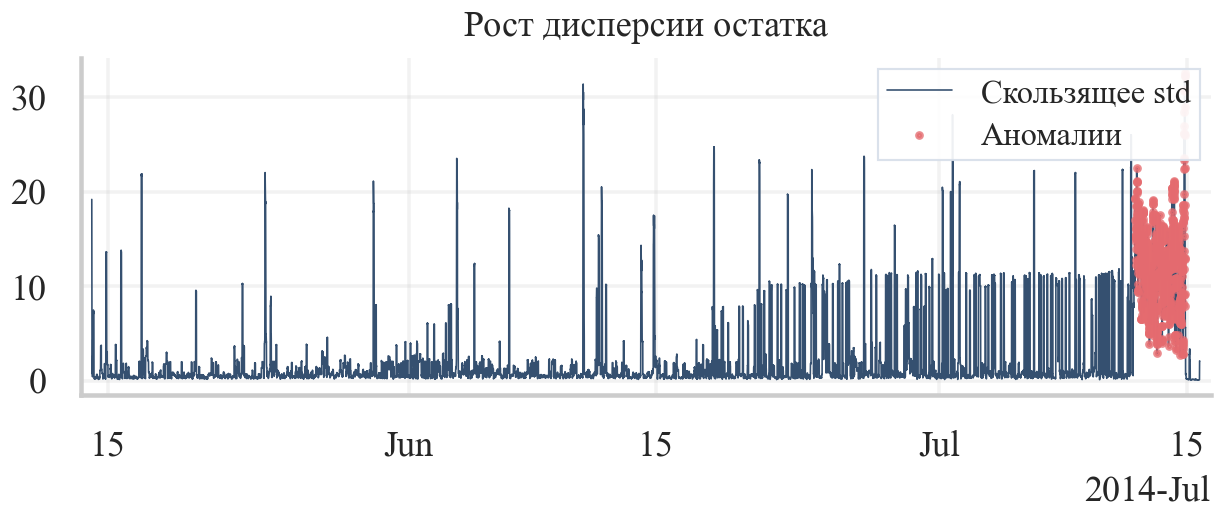 Рост дисперсии остатка
Скользящее std
Аномалии
30
20
10
0
15 Jun 15 Jul 15
2014-Jul